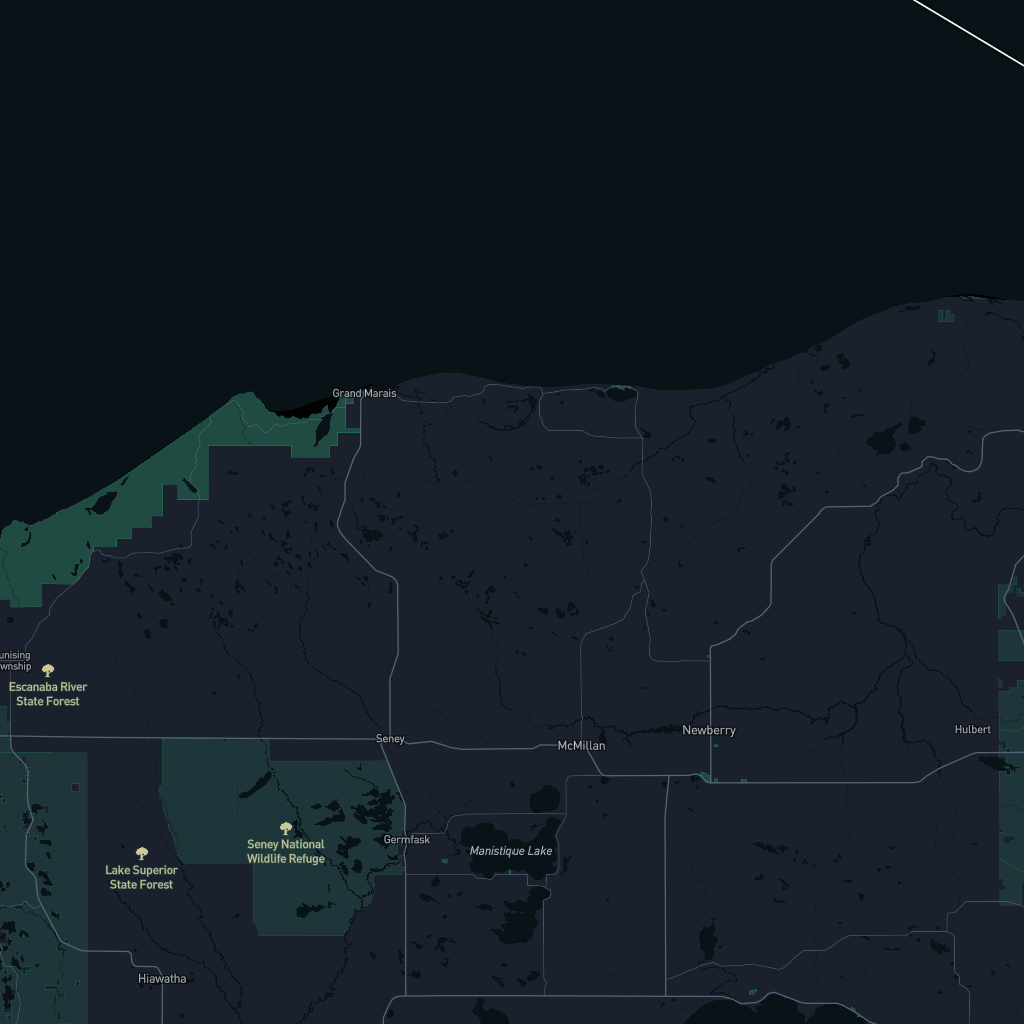 Grand Marais
unising
wnship
Escanaba River
State Forest
Seney
McMillan
Newberry
Hulbert
Seney National
Wildlife Refuge
Germfask
Manistique Lake
Lake Superior
State Forest
Hiawatha